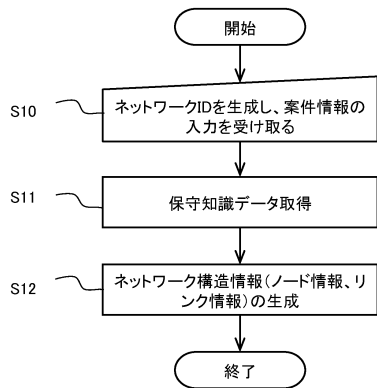 開始
S10
ネットワークIDを生成し、案件情報の
入力を受け取る
S11
保守知識データ取得
S12
ネットワーク構造情報(ノード情報、リ
ンク情報)の生成
終了